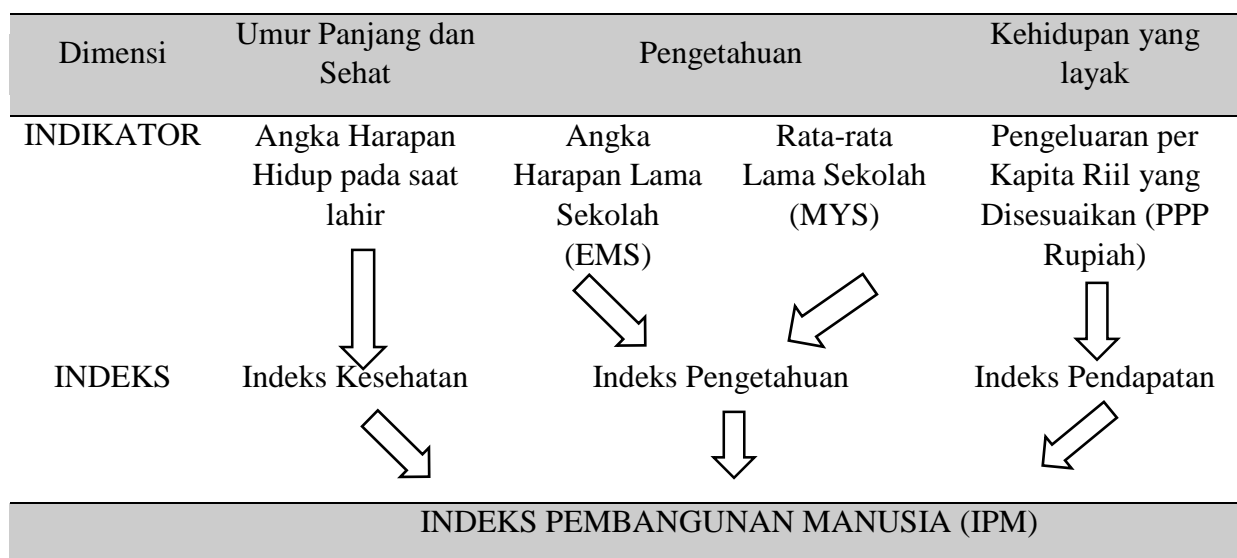 Dimensi
Umur Panjang dan
Sehat
Pengetahuan
Kehidupan yang
layak
INDIKATOR
Angka Harapan
Hidup pada saat
lahir
Angka
Harapan Lama
Sekolah
(EMS)
Rata-rata
Lama Sekolah
(MYS)
Pengeluaran per
Kapita Riil yang
Disesuaikan (PPP
Rupiah)
INDEKS
Indeks Kesehatan
Indeks Pengetahuan
Indeks Pendapatan
INDEKS PEMBANGUNAN MANUSIA (IPM)